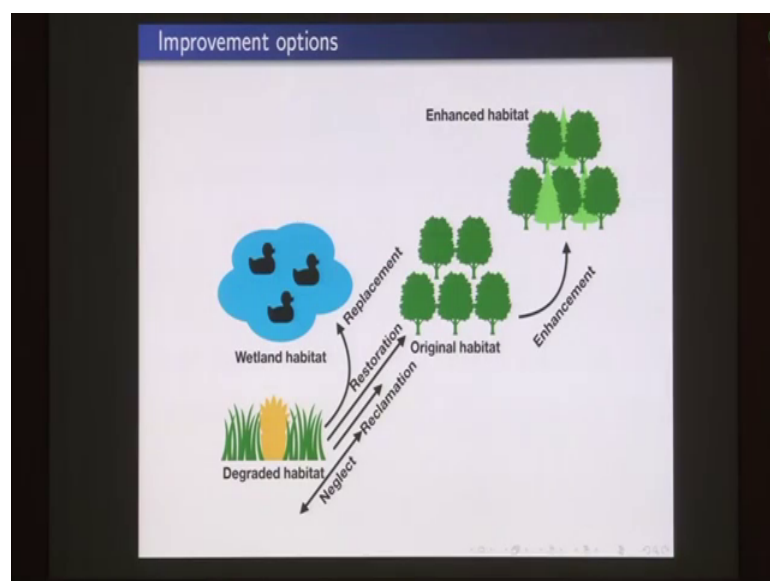 Improvement options
Enhanced habitat
Replacement
Wetland habitat
Restoration
Original habitat
Enhancement
Reclamation
Degraded habitat
Neglect